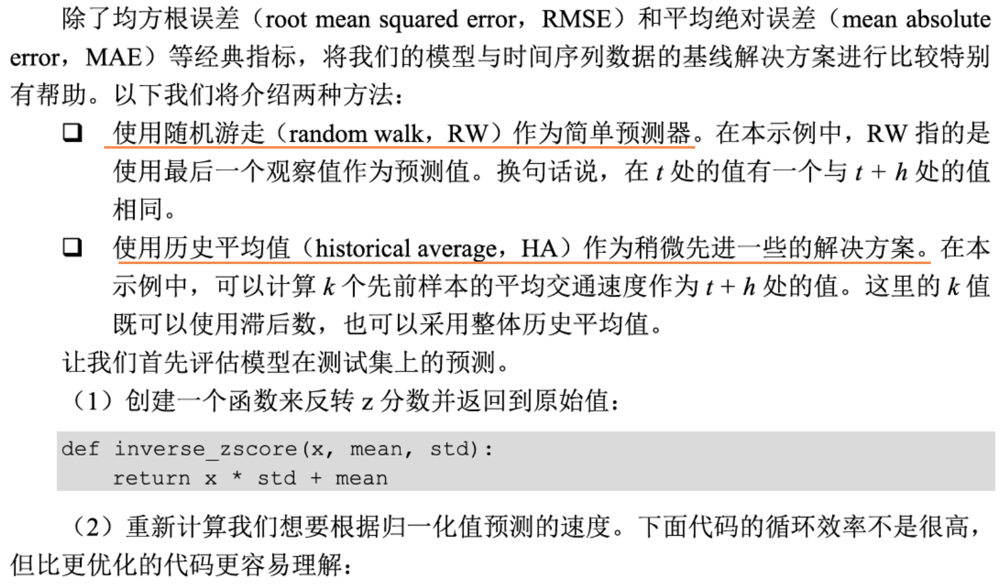 除了均方根误差（root mean squared error，RMSE）和平均绝对误差（mean absolute
error，MAE）等经典指标，将我们的模型与时间序列数据的基线解决方案进行比较特别
有帮助。以下我们将介绍两种方法：
❑ 使用随机游走（random walk，RW）作为简单预测器。在本示例中，RW 指的是
使用最后一个观察值作为预测值。换句话说，在 t 处的值有一个与 t + h 处的值
相同。
❑ 使用历史平均值（historical average，HA）作为稍微先进一些的解决方案。在本
示例中，可以计算 k 个先前样本的平均交通速度作为 t + h 处的值。这里的 k 值
既可以使用滞后数，也可以采用整体历史平均值。
让我们首先评估模型在测试集上的预测。
（1）创建一个函数来反转 z 分数并返回到原始值：
def inverse_zscore(x, mean, std):
    return x * std + mean
（2）重新计算我们想要根据归一化值预测的速度。下面代码的循环效率不是很高，
但比更优化的代码更容易理解：